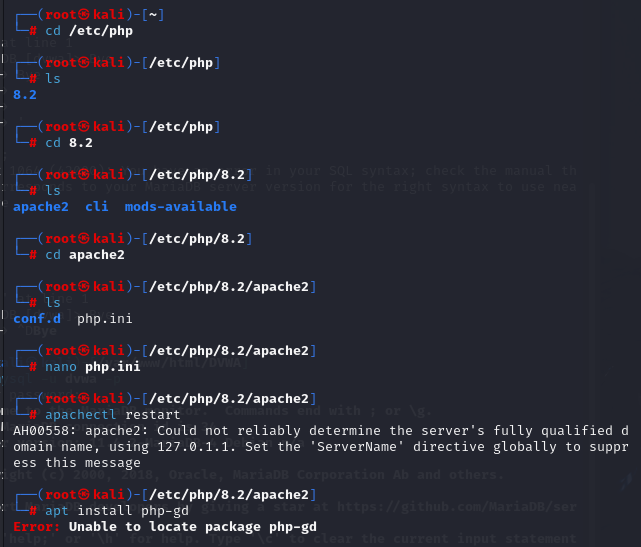 ┌──(root㉿kali)-[~]
└─# cd /etc/php
┌──(root㉿kali)-[/etc/php]
└─# ls
8.2
┌──(root㉿kali)-[/etc/php]
└─# cd 8.2
┌──(root㉿kali)-[/etc/php/8.2]
└─# ls
apache2  cli  mods-available
┌──(root㉿kali)-[/etc/php/8.2]
└─# cd apache2
┌──(root㉿kali)-[/etc/php/8.2/apache2]
└─# ls
conf.d  php.ini
┌──(root㉿kali)-[/etc/php/8.2/apache2]
└─# nano php.ini
┌──(root㉿kali)-[/etc/php/8.2/apache2]
└─# apachectl restart
AH00558: apache2: Could not reliably determine the server's fully qualified d
omain name, using 127.0.1.1. Set the 'ServerName' directive globally to suppr
ess this message
┌──(root㉿kali)-[/etc/php/8.2/apache2]
└─# apt install php-gd
Error: Unable to locate package php-gd